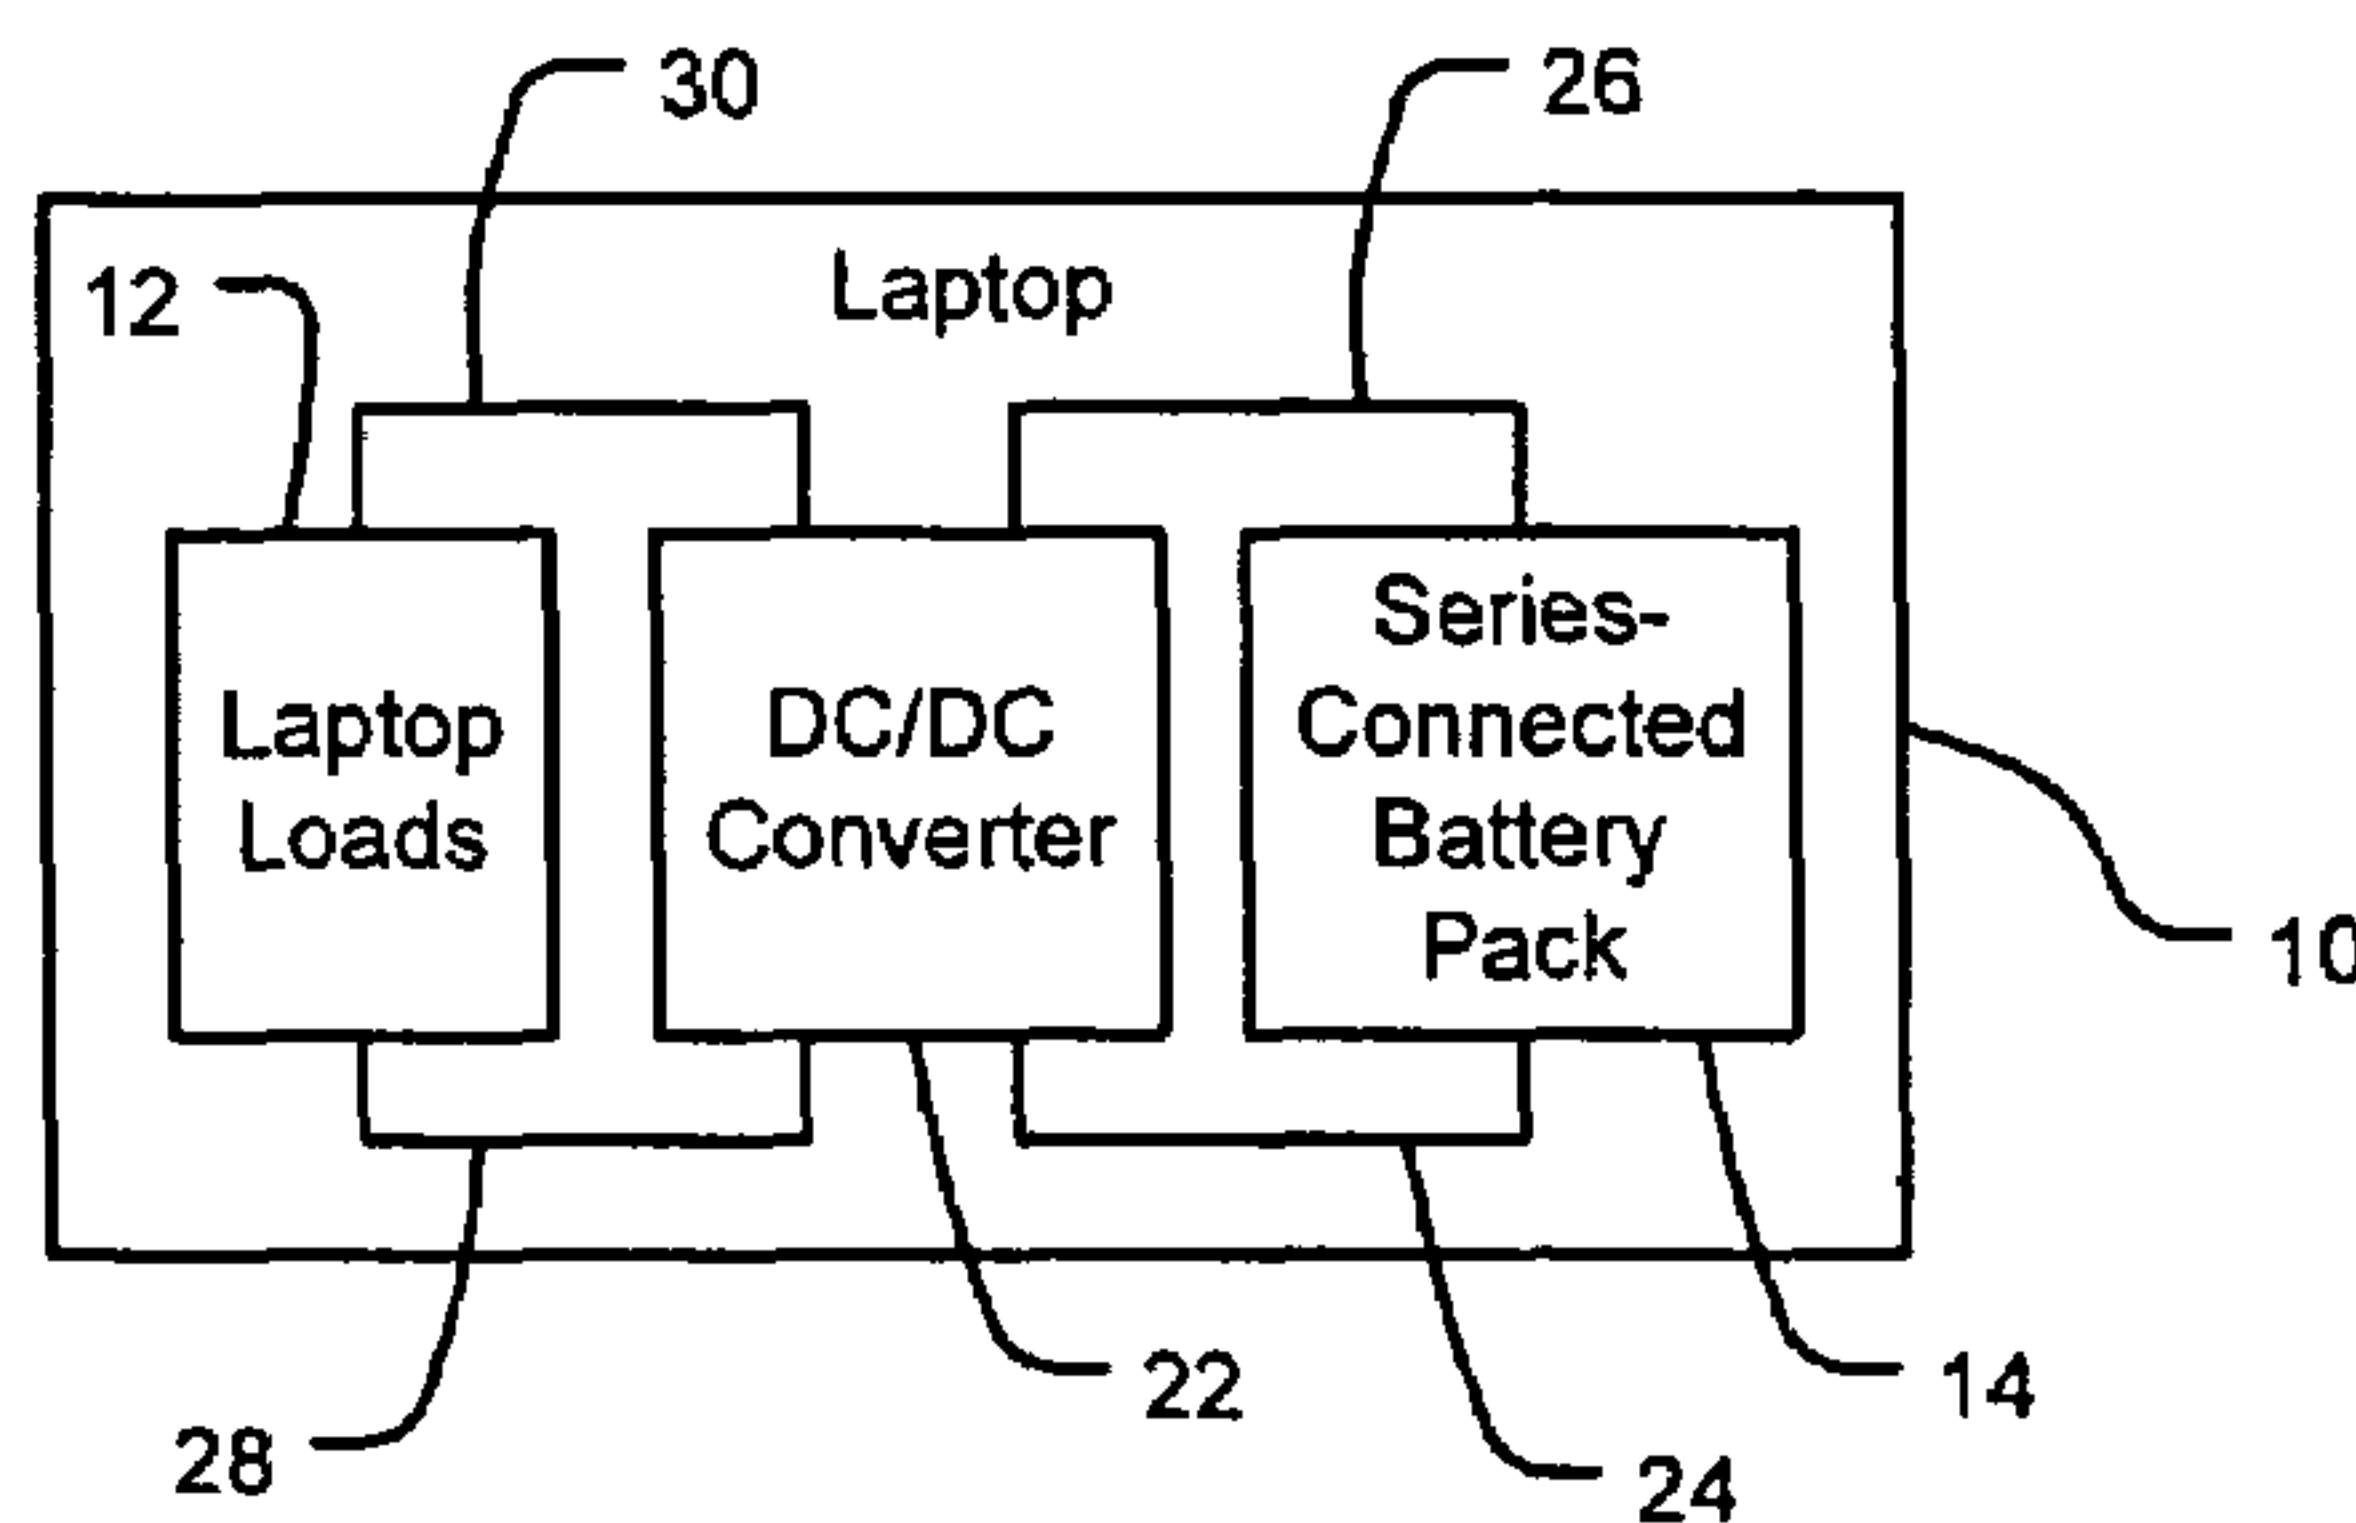 30
26
12
Laptop
Laptop
Loads
DC/DC
Converter
Series-
Connected
Battery
Pack
10
28
22
24
14